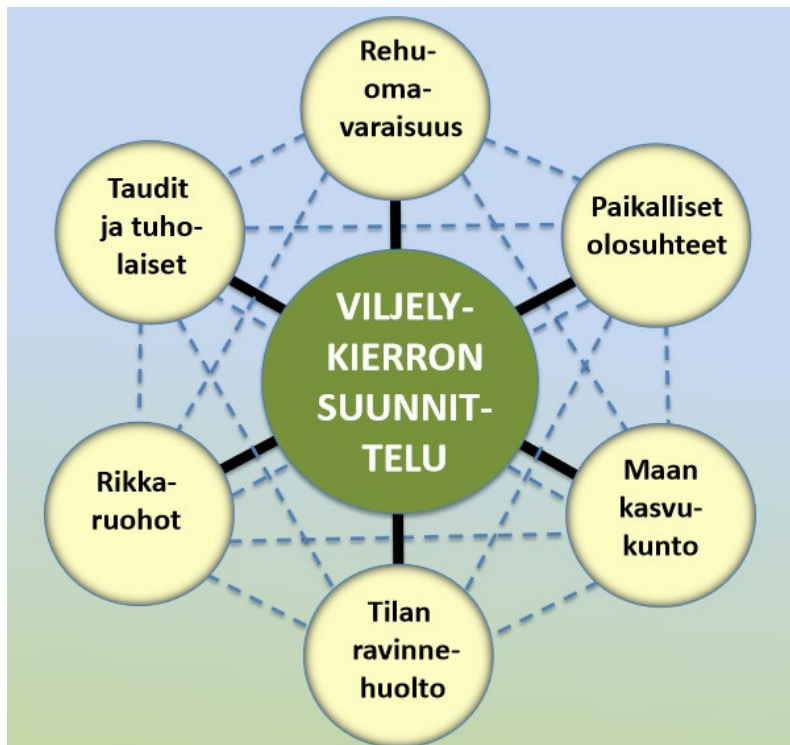 Rehu-
oma-
varaisuus
Taudit
ja tuho-
laiset
Paikalliset
olosuhteet
VILJELY-
KIERRON
SUUNNIT-
TELU
Rikka-
ruohot
Maan
kasvu-
kunto
Tilan
ravinne-
huolto